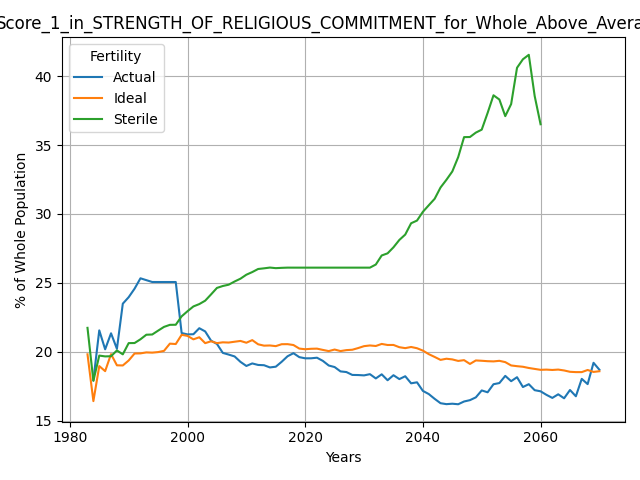 Score_1_in_STRENGTH_OF_RELIGIOUS_COMMITMENT_for_Whole_Above_Avera
Fertility
Actual
Ideal
Sterile
% of Whole Population
40
35
30
25
20
15
1980
2000
2020
2040
2060
Years